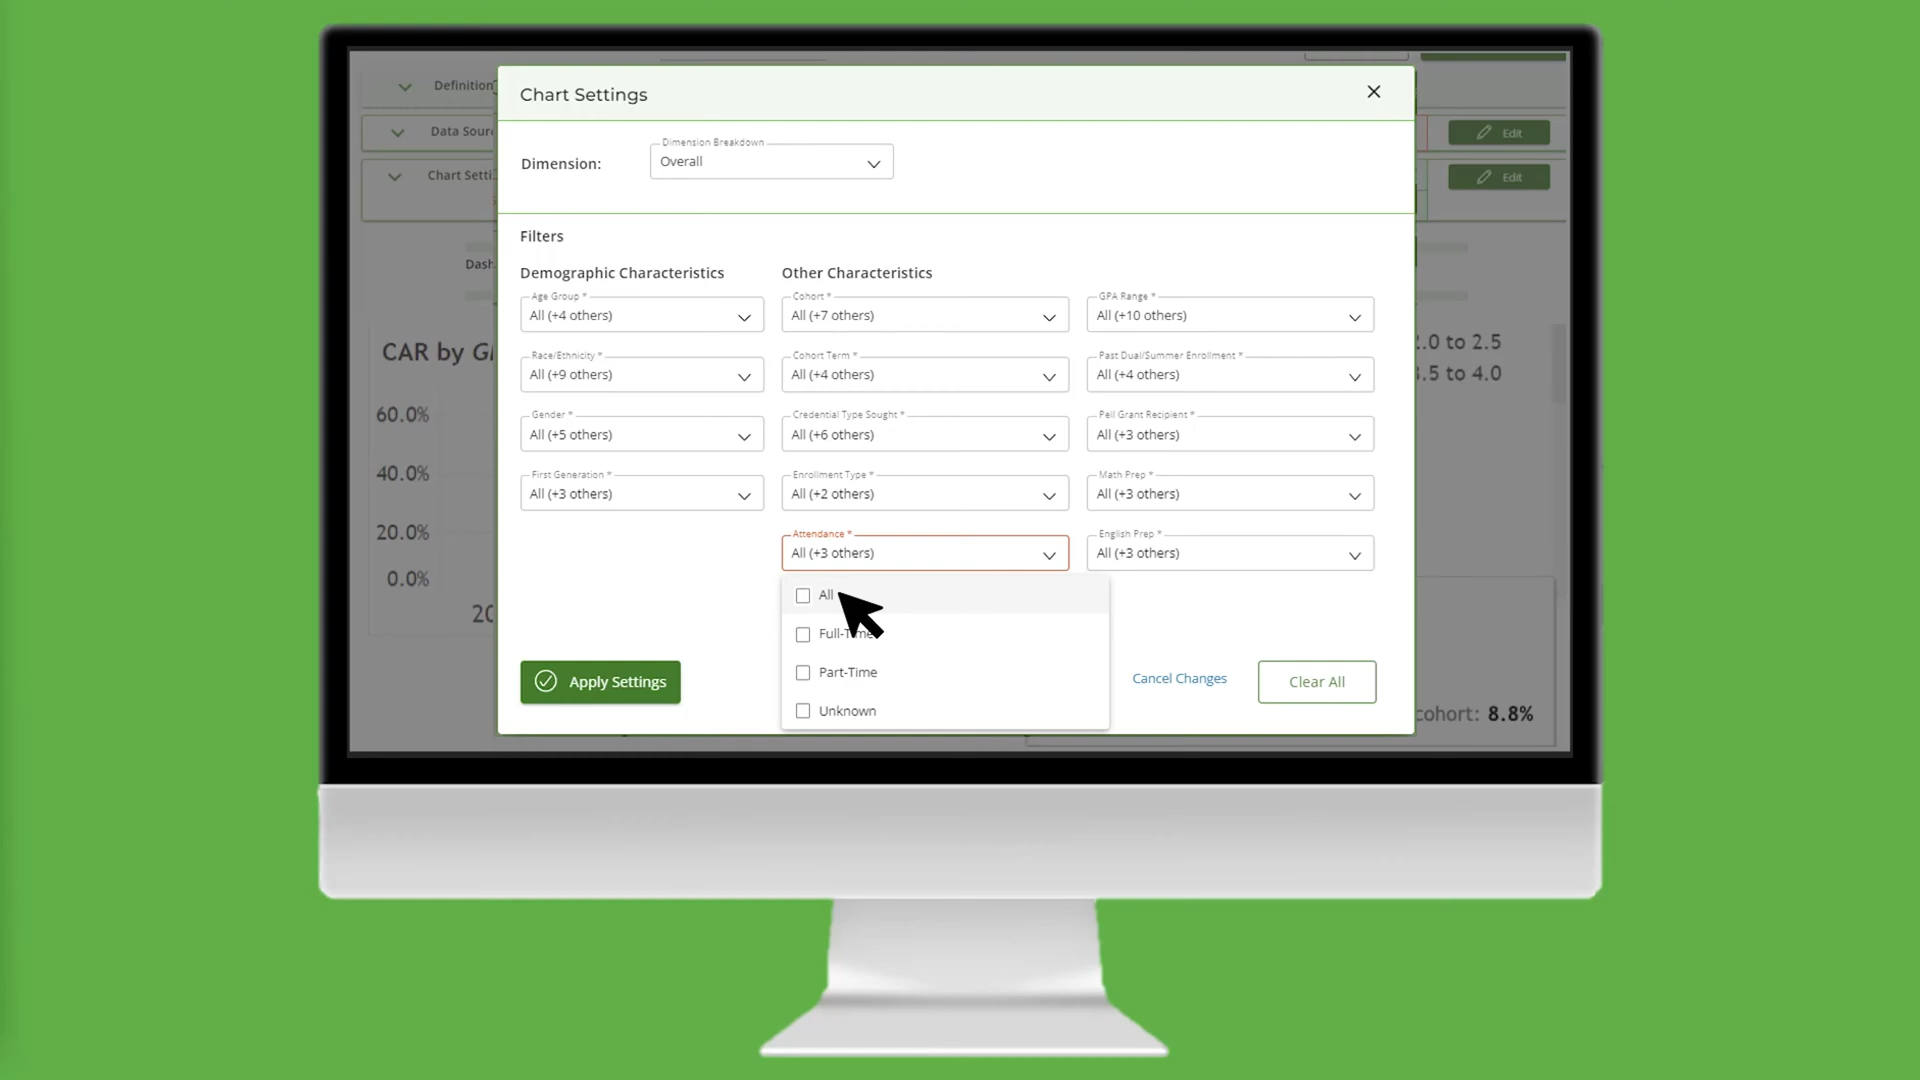 Chart Settings
Definition
Data Sour
Edit
Chart Setti
Edit
Dimension:
Dimension Breakdown
Overall
Filters
Demographic Characteristics
Other Characteristics
Age Group *
All (+4 others)
Cohort *
All (+7 others)
GPA Range *
All (+10 others)
Race/Ethnicity *
All (+9 others)
Cohort Term *
All (+4 others)
Past Dual/Summer Enrollment *
All (+4 others)
Gender *
All (+5 others)
Credential Type Sought *
All (+6 others)
Pell Grant Recipient *
All (+3 others)
First Generation *
All (+3 others)
Enrollment Type *
All (+2 others)
Math Prep *
All (+3 others)
Attendance *
All (+3 others)
English Prep *
All (+3 others)
All
Full-Time
Part-Time
Unknown
Apply Settings
Cancel Changes
Clear All
Dash
CAR by G
60.0%
40.0%
20.0%
0.0%
20
.0 to 2.5
.5 to 4.0
cohort: 8.8%